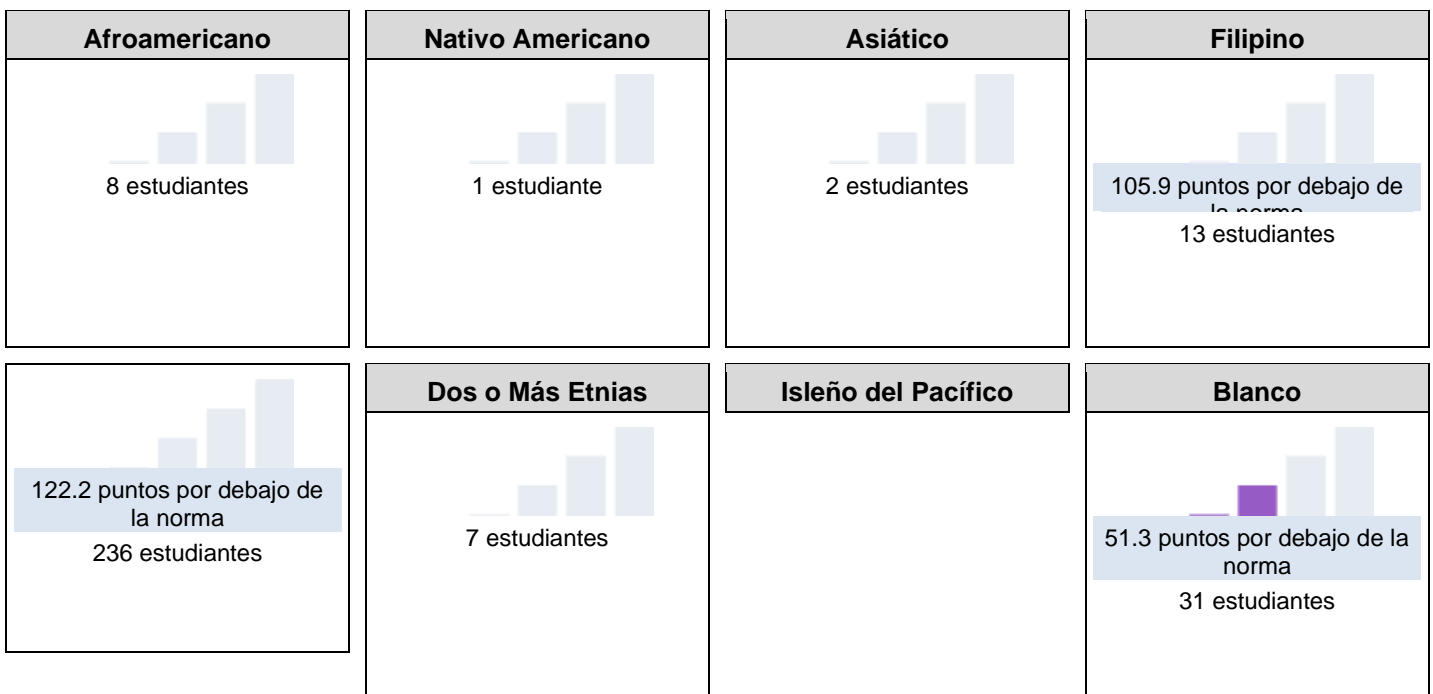 Afroamericano
8 estudiantes
Nativo Americano
1 estudiante
Asiático
2 estudiantes
Filipino
105.9 puntos por debajo de
la norma
13 estudiantes
122.2 puntos por debajo de
la norma
236 estudiantes
Dos o Más Etnias
7 estudiantes
Isleño del Pacífico
Blanco
51.3 puntos por debajo de la
norma
31 estudiantes